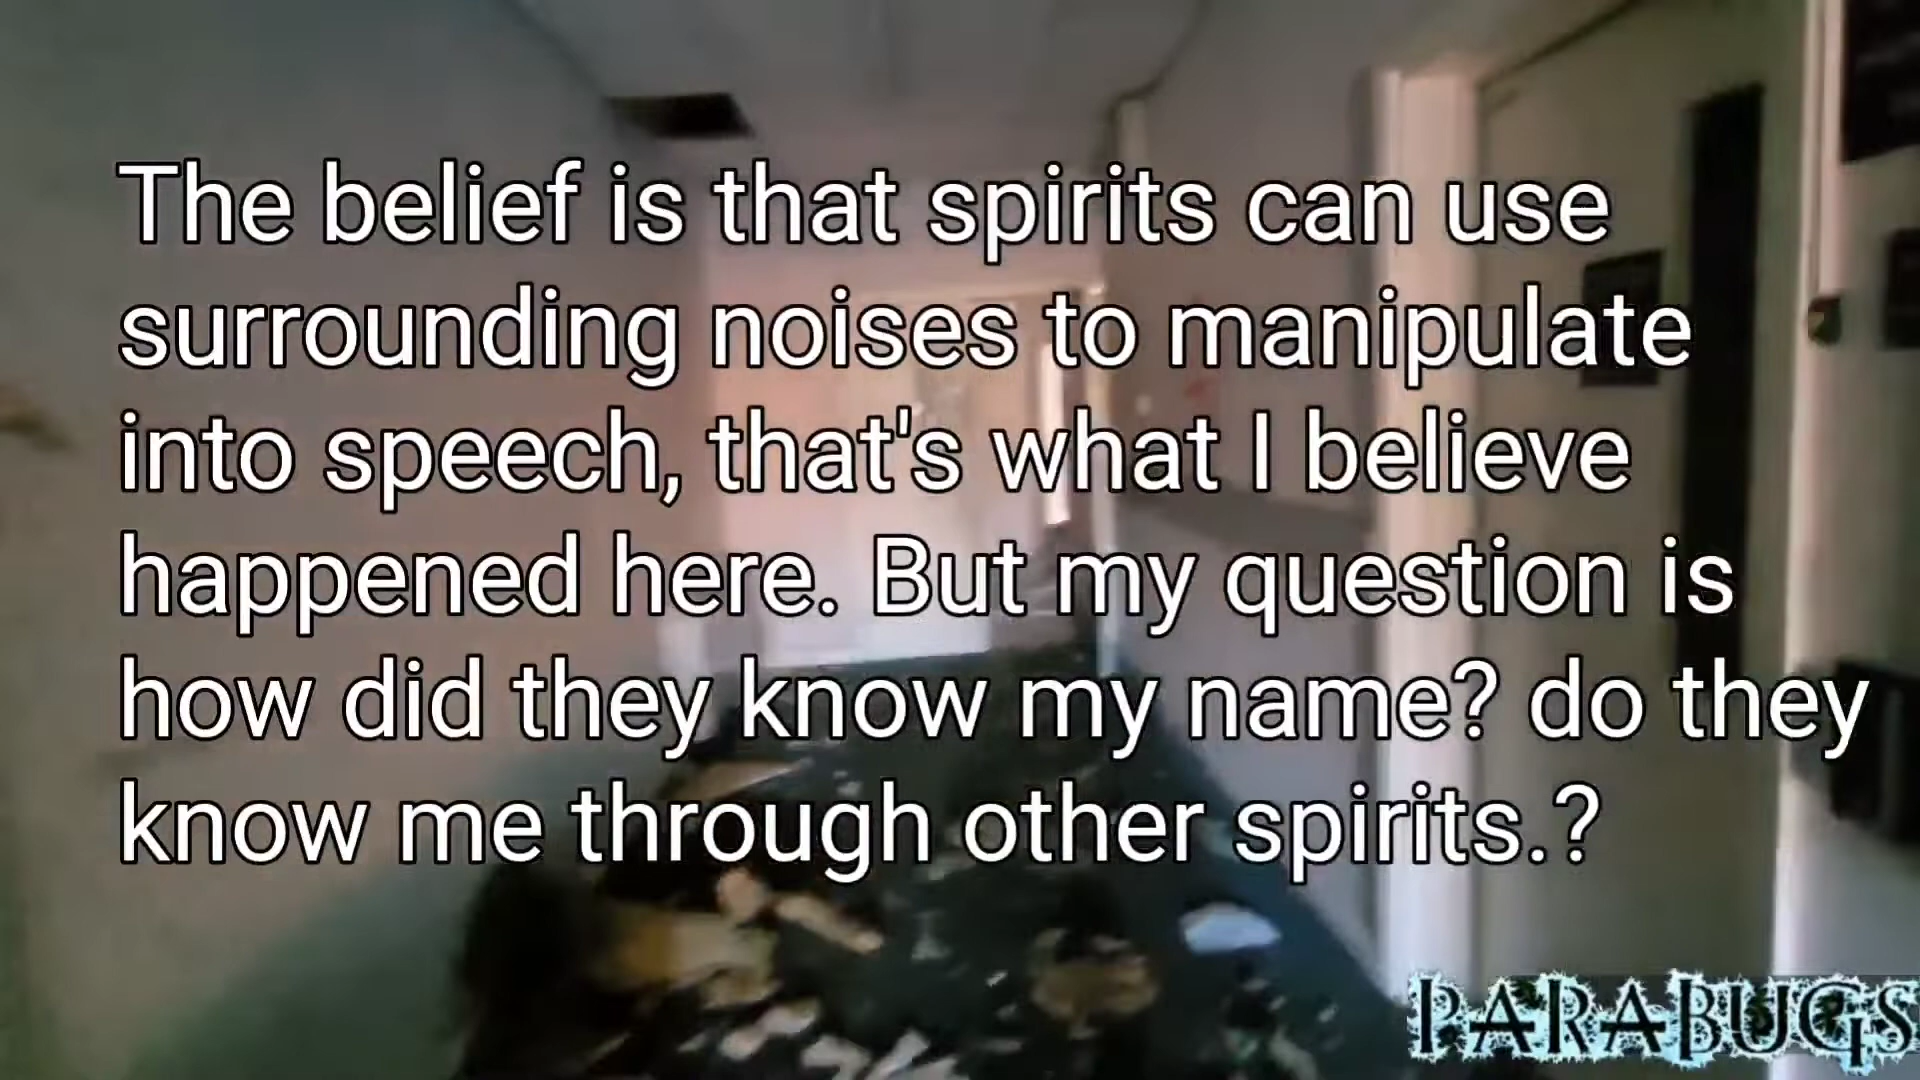 The belief is that spirits can use
surrounding noises to manipulate
into speech, that's what I believe
happened here. But my question is
how did they know my name? do they
know me through other spirits.?
PARABUGS